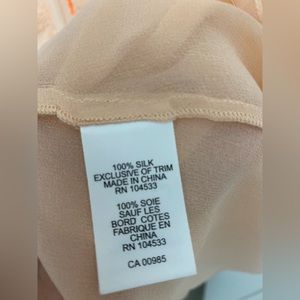 100% SILK
EXCLUSIVE OF TRIM
MADE IN CHINA
RN 104533
100% SOIE
SAUF LES
BORD COTES
FABRIQUE EN
CHINA
RN 104533
CA 00985